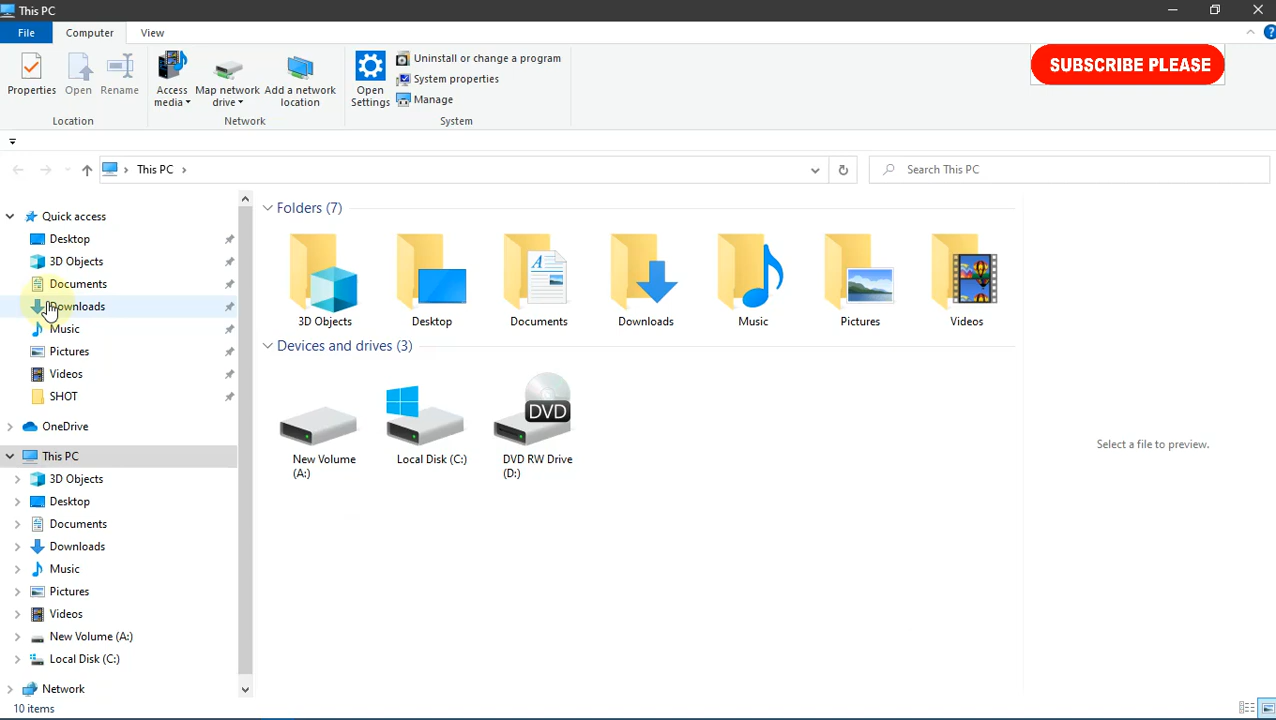 This PC
File Computer View
SUBSCRIBE PLEASE
Properties
Open
Rename
Location
Access
media
Map network
drive
Add a network
location
Network
Open
Settings
Uninstall or change a program
System properties
Manage
System
This PC
Search This PC
Quick access
Desktop
3D Objects
Documents
Downloads
Music
Pictures
Videos
SHOT
OneDrive
This PC
3D Objects
Desktop
Documents
Downloads
Music
Pictures
Videos
New Volume (A:)
Local Disk (C:)
Network
Folders (7)
3D Objects
Desktop
Documents
Downloads
Music
Pictures
Videos
Devices and drives (3)
New Volume
(A:)
Local Disk (C:)
DVD
DVD RW Drive
(D:)
Select a file to preview.
10 items